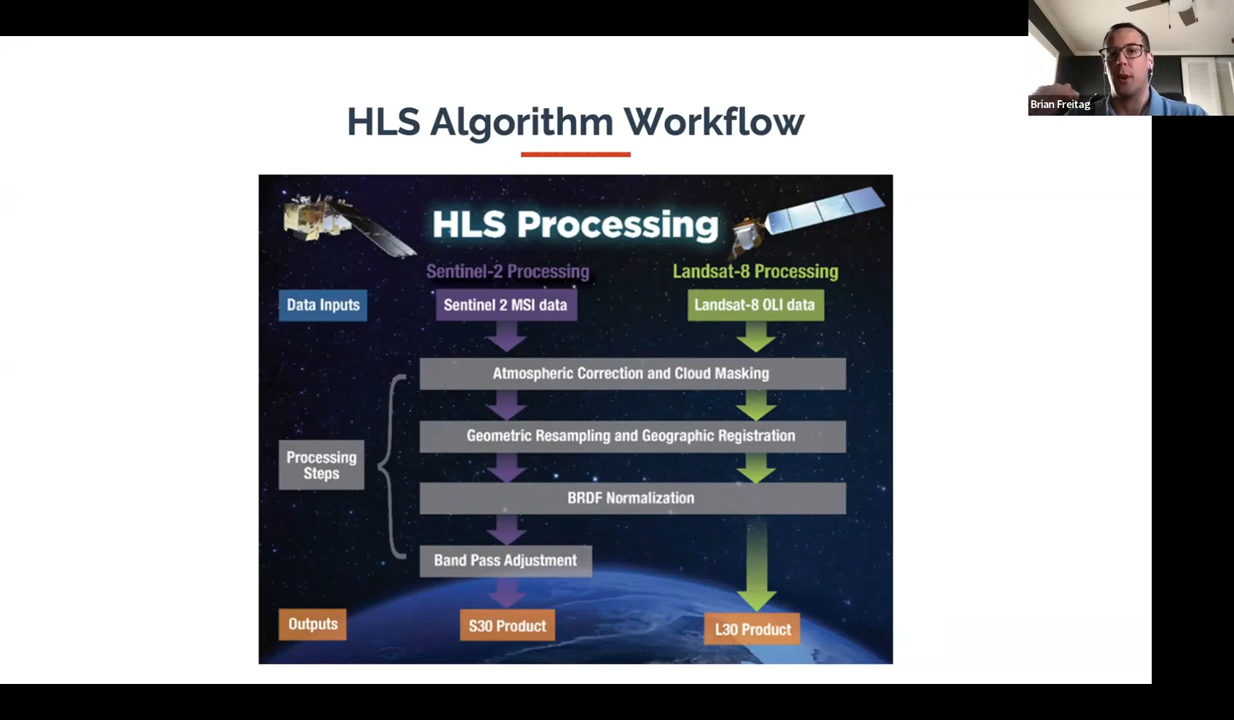 Brian Freitag
HLS Algorithm Workflow
HLS Processing
Sentinel-2 Processing
Landsat-8 Processing
Data Inputs
Sentinel 2 MSI data
Landsat-8 OLI data
Atmospheric Correction and Cloud Masking
Geometric Resampling and Geographic Registration
Processing
Steps
BRDF Normalization
Band Pass Adjustment
Outputs
S30 Product
L30 Product